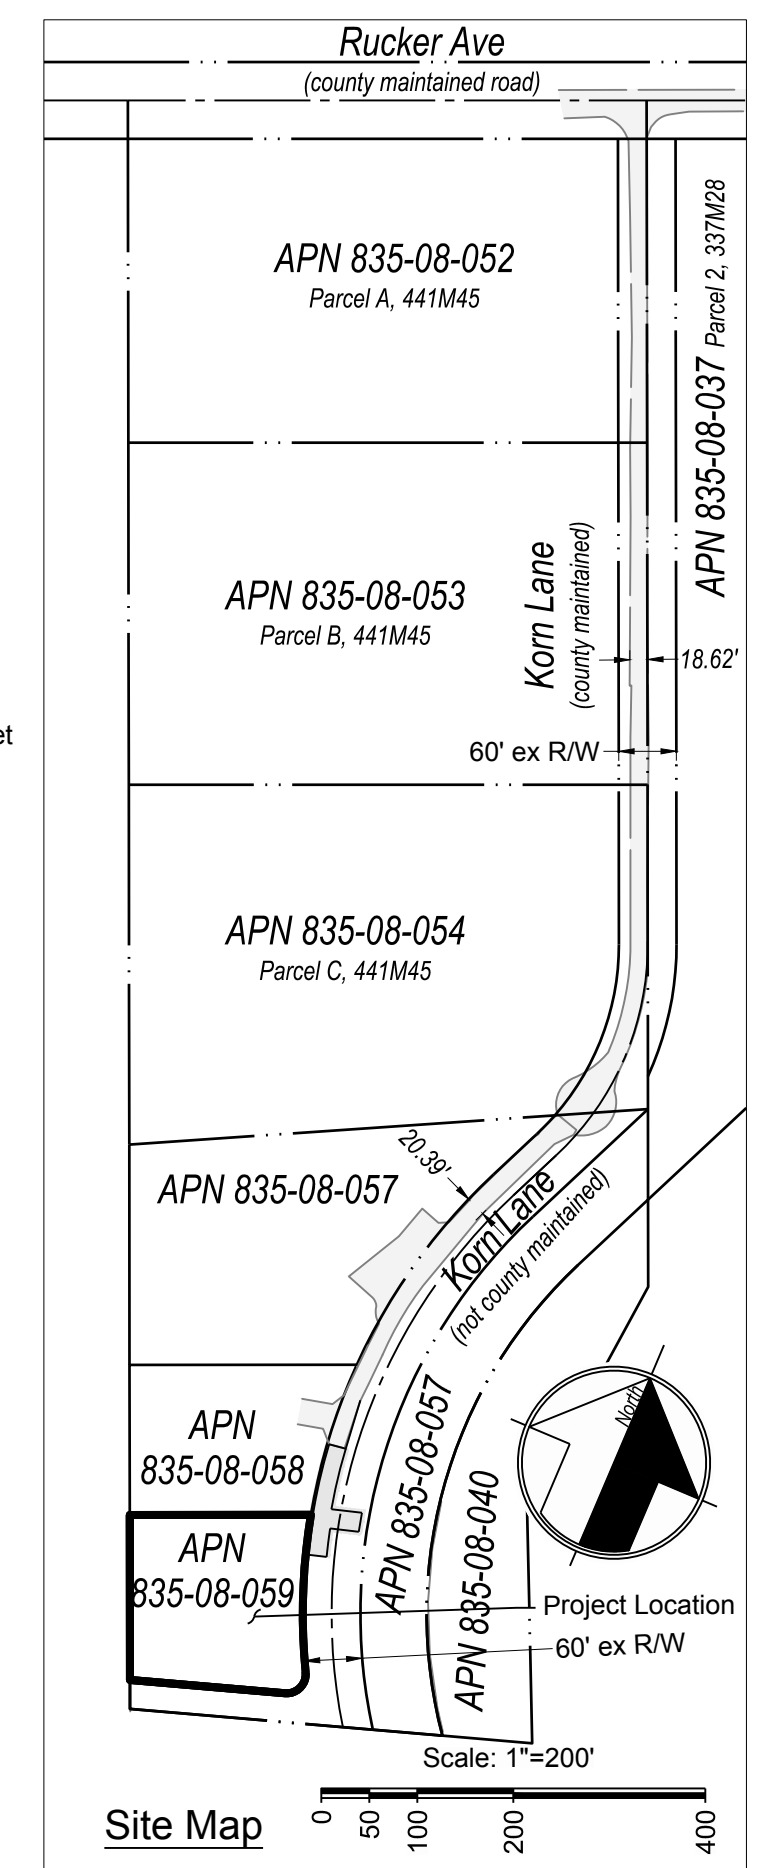 Rucker Ave
(county maintained road)
APN 835-08-052
Parcel A, 441M45
APN 835-08-037 Parcel 2, 337M28
APN 835-08-053
Parcel B, 441M45
Korn Lane
(county maintained)
18.62'
et
60' ex R/W
APN 835-08-054
Parcel C, 441M45
20.39'
APN 835-08-057
Korn Lane
(not county maintained)
North
APN
835-08-058
APN 835-08-057
APN 835-08-040
APN
835-08-059
Project Location
60' ex R/W
Scale: 1"=200'
0 50 100 200 400
Site Map